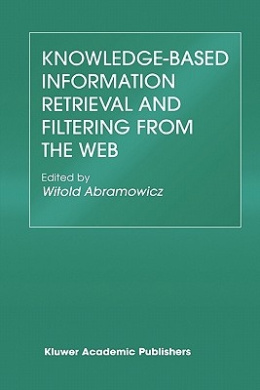 KNOWLEDGE-BASED
INFORMATION
RETRIEVAL AND
FILTERING FROM
THE WEB
Edited by
Witold Abramowicz
Kluwer Academic Publishers